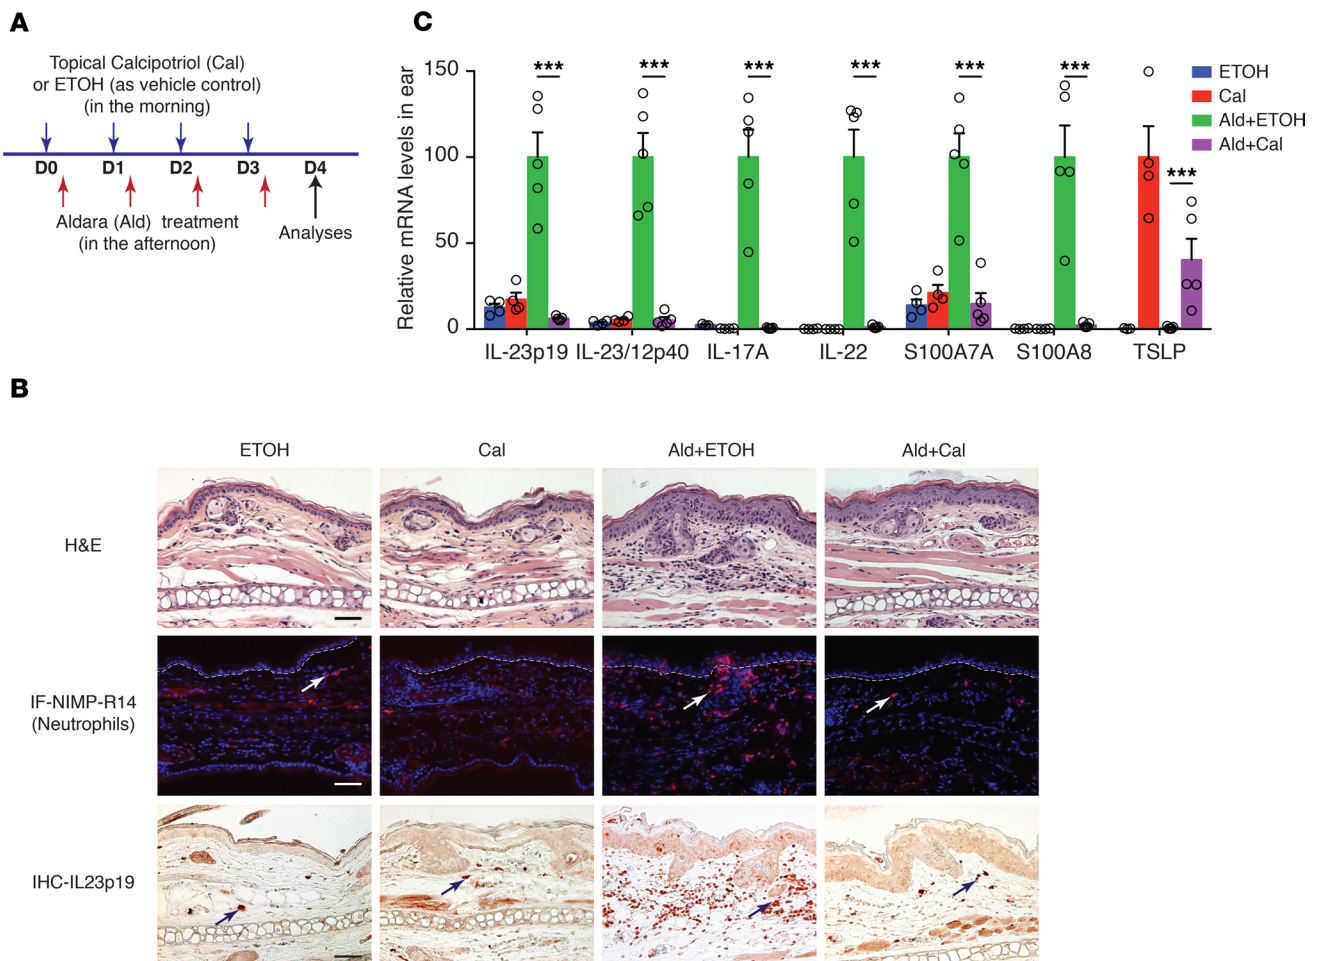 A
Topical Calcipotriol (Cal)
or ETOH (as vehicle control)
(in the morning)
D0 D1 D2 D3 D4
Aldara (Ald) treatment
(in the afternoon)
Analyses
C
Relative mRNA levels in ear
150
100
50
0
*** *** *** *** *** *** ***
IL-23p19 IL-23/12p40 IL-17A IL-22 S100A7A S100A8 TSLP
ETOH
Cal
Ald+ETOH
Ald+Cal
B
ETOH Cal Ald+ETOH Ald+Cal
H&E
IF-NIMP-R14
(Neutrophils)
IHC-IL23p19